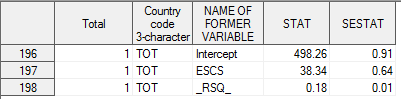 Total Country code 3-character NAME OF FORMER VARIABLE STAT SESTAT
196 1 TOT Intercept 498.26 0.91
197 1 TOT ESCS 38.34 0.64
198 1 TOT _RSQ_ 0.18 0.01